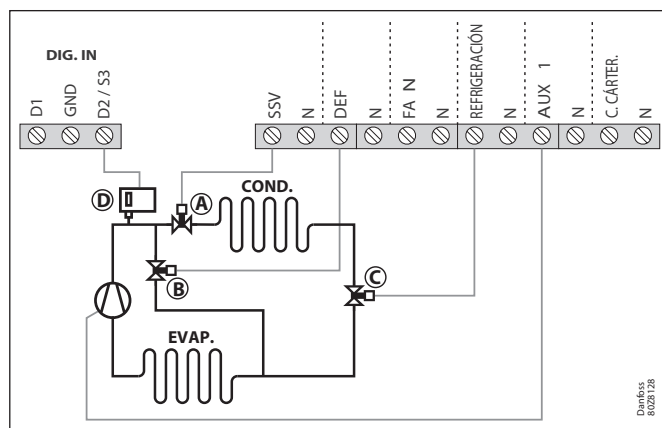 DIG. IN
D1
GND
D2 / S3
SSV
N
DEF
N
FA N
N
REFRIGERACIÓN
N
AUX 1
N
C. CÁRTER.
N
COND.
D
A
B
C
EVAP.
Danfoss
80Z8128